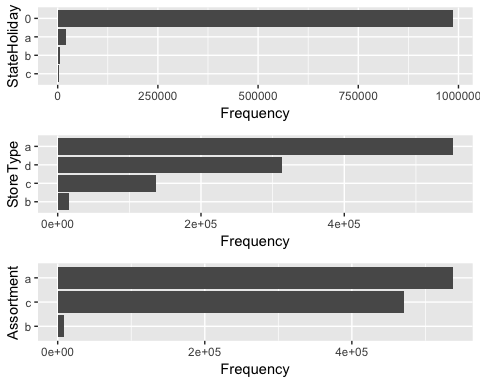 StateHoliday
0
a
b
c
0 250000 500000 750000 1000000
Frequency
StoreType
a
d
c
b
0e+00 2e+05 4e+05
Frequency
Assortment
a
c
b
0e+00 2e+05 4e+05
Frequency